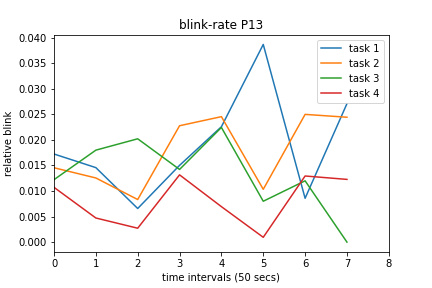 blink-rate P13
0.040
0.035
0.030
0.025
0.020
0.015
0.010
0.005
0.000
relative blink
task 1
task 2
task 3
task 4
0 1 2 3 4 5 6 7 8
time intervals (50 secs)